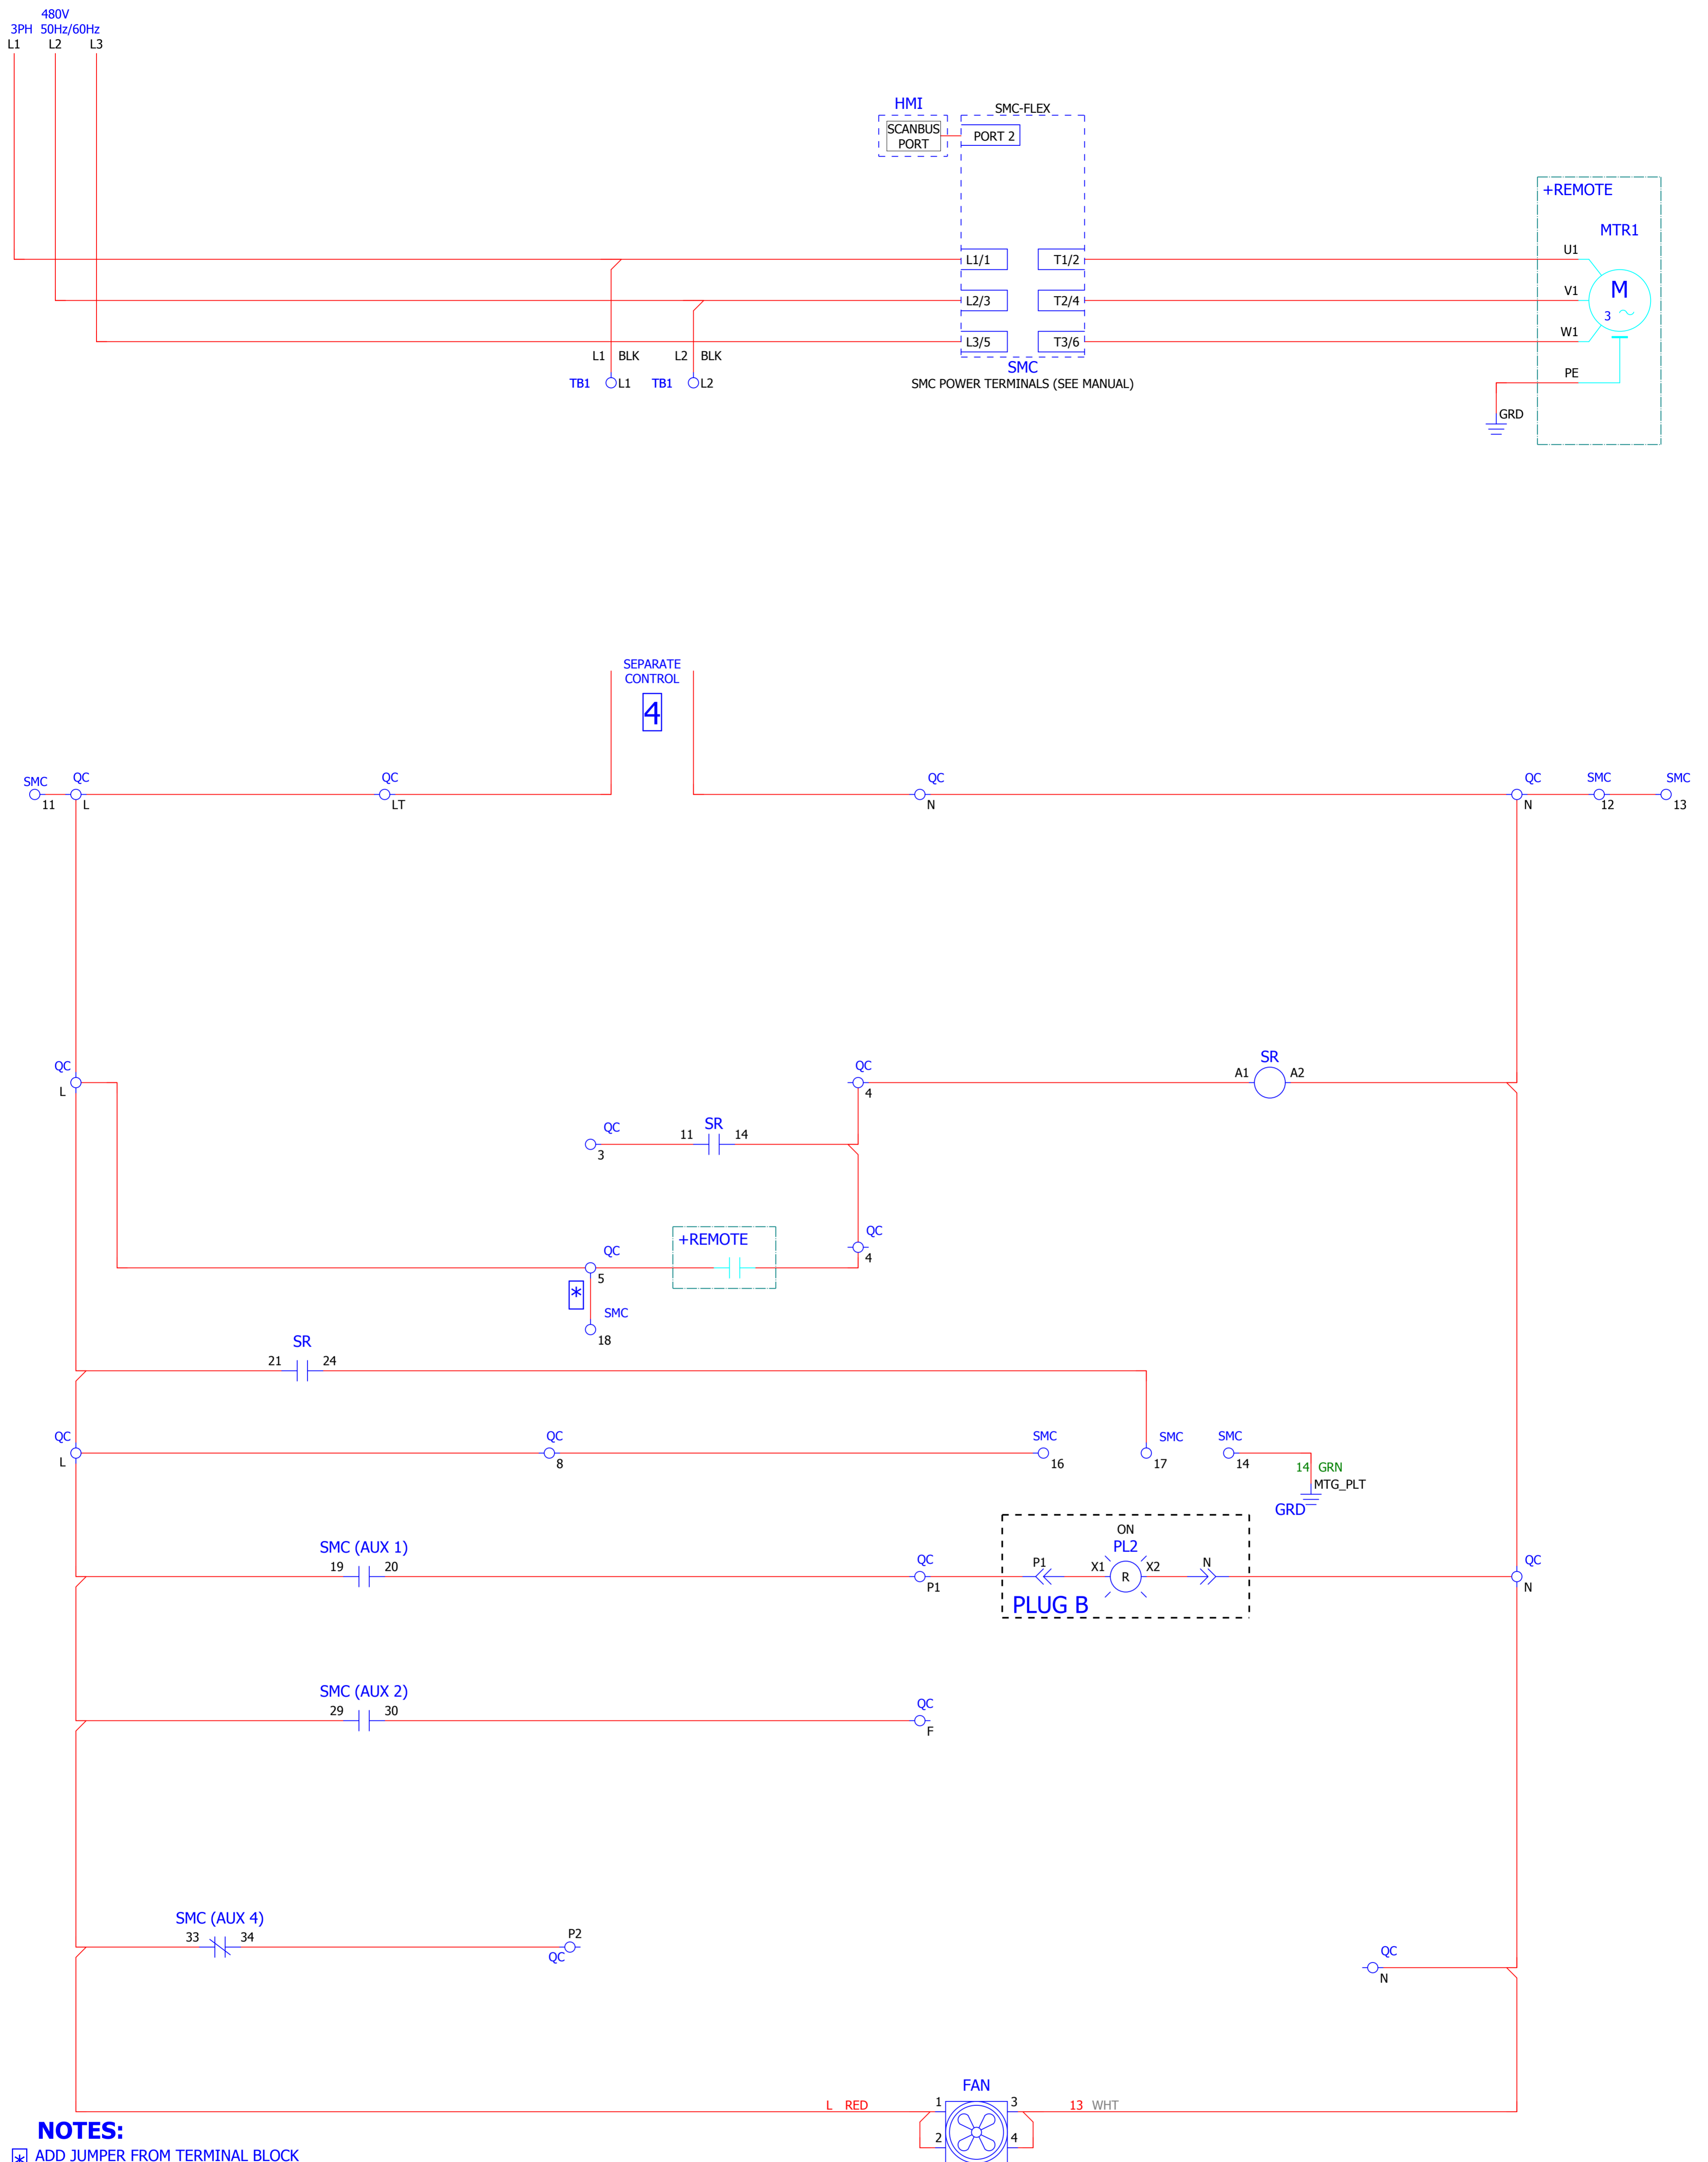 480V
3PH 50Hz/60Hz
L1 L2 L3
HMI
SMC-FLEX
SCANBUS
PORT
PORT 2
+REMOTE
MTR1
L1/1 T1/2 U1
L2/3 T2/4 V1
M
3
L3/5 T3/6 W1
L1 BLK L2 BLK
SMC
PE
TB1 L1 TB1 L2
SMC POWER TERMINALS (SEE MANUAL)
GRD
SEPARATE
CONTROL
4
SMC QC QC QC QC SMC SMC
11 L LT N N 12 13
QC QC SR
L 4 A1 A2
QC SR
3 11 14
QC +REMOTE QC
5 4
*
SMC
18
SR
21 24
QC QC SMC SMC SMC
L 8 16 17 14
14 GRN
MTG_PLT
GRD
ON
SMC (AUX 1) PL2
19 20 QC P1 X1 R X2 N QC
P1 N
PLUG B
SMC (AUX 2)
29 30 QC
F
SMC (AUX 4)
33 34 P2
QC
QC
N
FAN
L RED 1 3 13 WHT
2 4
NOTES:
* ADD JUMPER FROM TERMINAL BLOCK